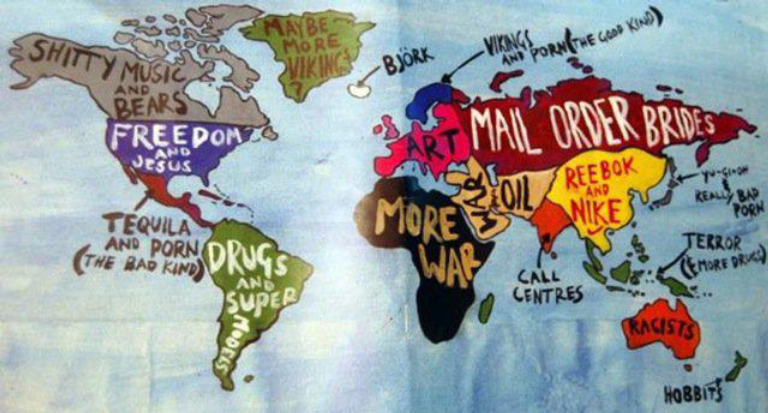 MAYBE
MORE
VIKINGS
?
BJÖRK
VIKINGS
AND PORN (THE GOOD KIND)
SHITTY MUSIC
AND
BEARS
FREEDOM
AND
JESUS
ART
MAIL ORDER BRIDES
WAR
OIL
REEBOK
AND
NIKE
YU-GI-OH
&
REALLY BAD
PORN
TEQUILA
AND PORN
(THE BAD KIND)
DRUGS
AND
SUPER
MODELS
MORE
WAR
CALL
CENTRES
TERROR
(& MORE DRUGS)
RACISTS
HOBBITS